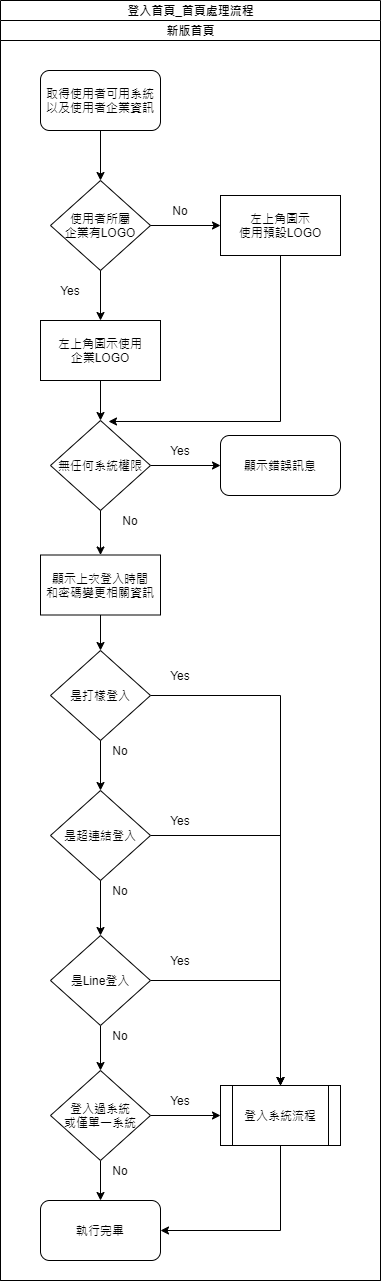 登入首頁_首頁處理流程
新版首頁
取得使用者可用系統
以及使用者企業資訊
使用者所屬
企業有LOGO
No
左上角圖示
使用預設LOGO
Yes
左上角圖示使用
企業LOGO
無任何系統權限
Yes
顯示錯誤訊息
No
顯示上次登入時間
和密碼變更相關資訊
是打樣登入
Yes
No
是超連結登入
Yes
No
是Line登入
Yes
No
登入過系統
或僅單一系統
Yes
登入系統流程
No
執行完畢